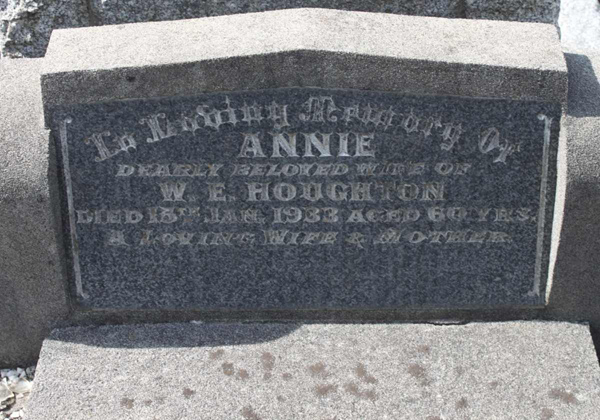 In Loving Memory Of
ANNIE
DEARLY BELOVED WIFE OF
W. E. HOUGHTON
DIED 18TH JAN. 1933 AGED 60 YRS.
A LOVING WIFE & MOTHER.